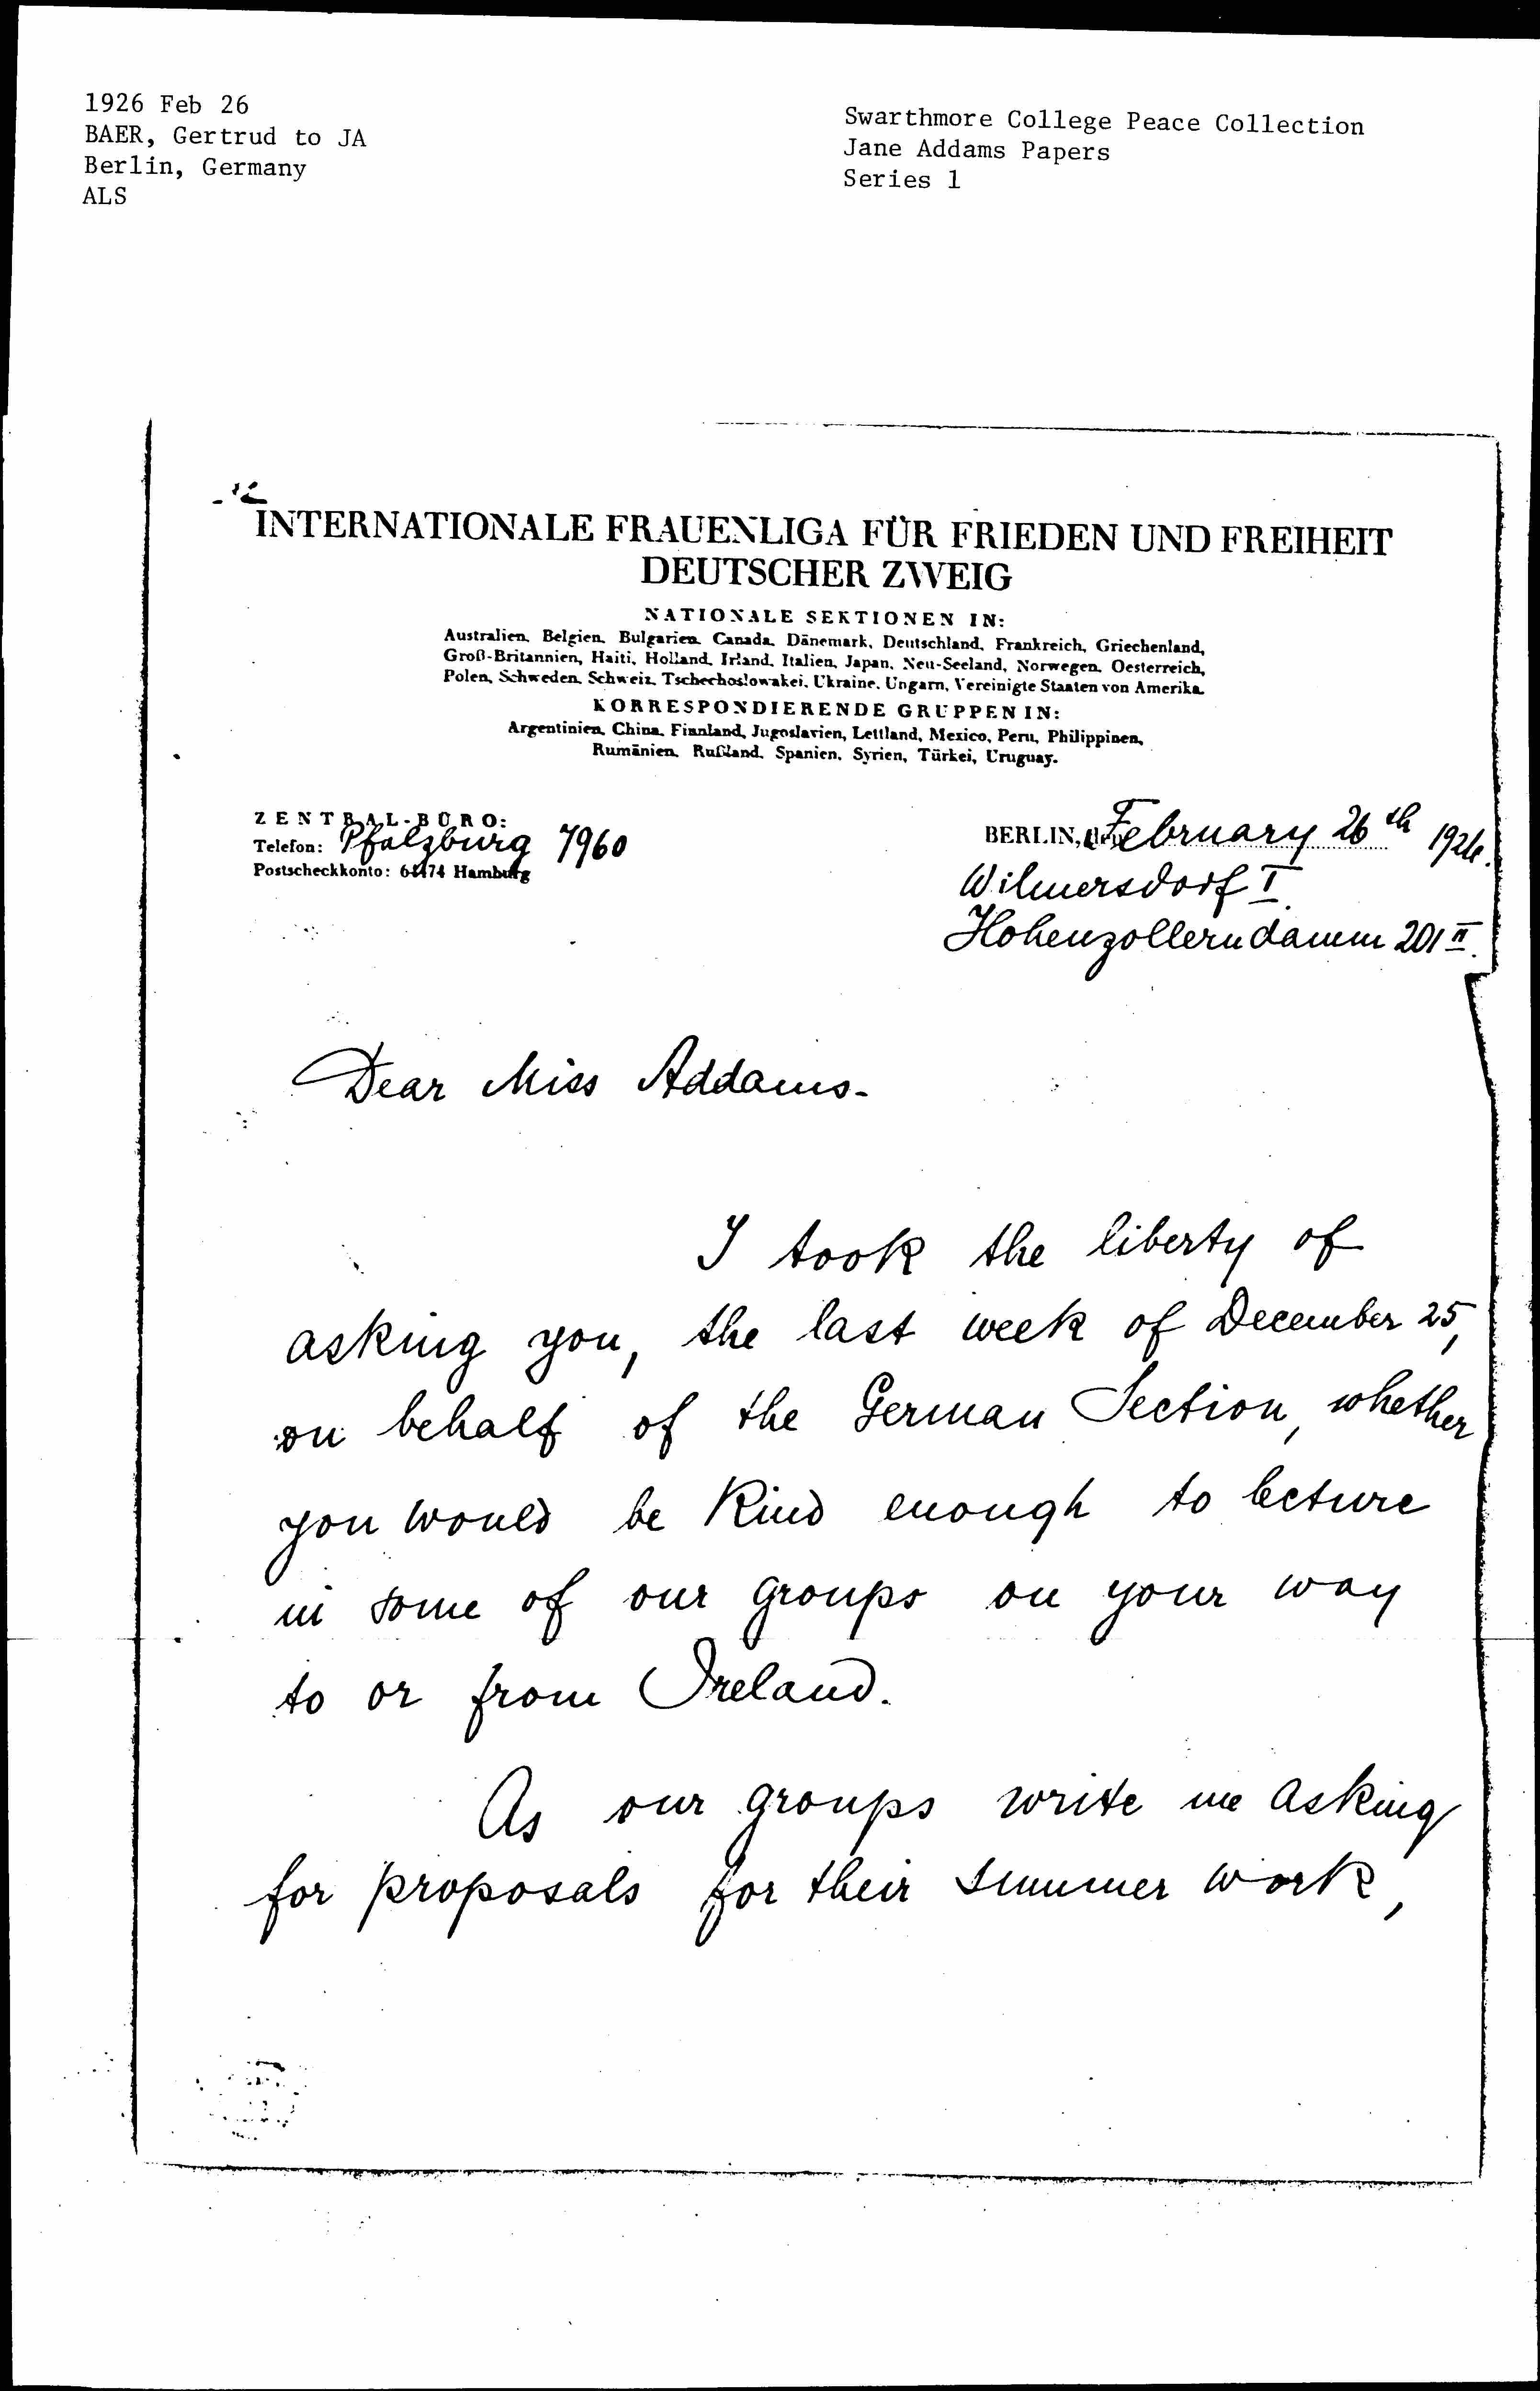 1926 Feb 26
BAER, Gertrud to JA
Berlin, Germany
ALS
Swarthmore College Peace Collection
Jane Addams Papers
Series 1
INTERNATIONALE FRAUENLIGA FÜR FRIEDEN UND FREIHEIT
DEUTSCHER ZWEIG
NATIONALE SEKTIONEN IN:
Australien, Belgien, Bulgarien, Canada, Dänemark, Deutschland, Frankreich, Griechenland,
Groß-Britannien, Haiti, Holland, Irland, Italien, Japan, Neu-Seeland, Norwegen, Oesterreich,
Polen, Schweden, Schweiz, Tschechoslowakei, Ukraine, Ungarn, Vereinigte Staaten von Amerika.
KORRESPONDIERENDE GRUPPEN IN:
Argentinien, China, Finnland, Jugoslavien, Lettland, Mexico, Peru, Philippinen,
Rumänien, Rußland, Spanien, Syrien, Türkei, Uruguay.
ZENTRAL-BÜRO:
Telefon: Pfalzburg 7960
Postscheckkonto: 64474 Hamburg
BERLIN, den February 26th 1926.
Wilmersdorf I.
Hohenzollerndamm 201 II.
Dear Miss Addams-
I took the liberty of
asking you, the last week of December 25,
on behalf of the German Section, whether
you would be kind enough to lecture
in some of our groups on your way
to or from Ireland.
As our groups write me asking
for proposals for their summer work,